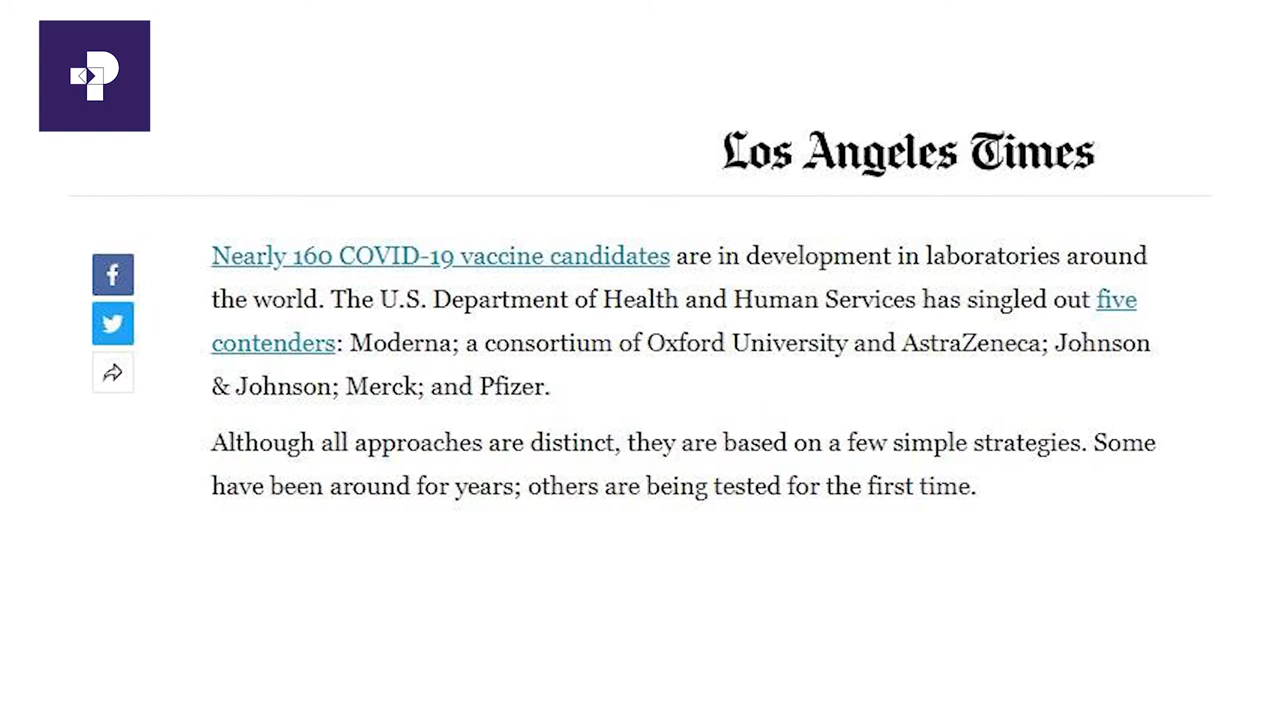 Los Angeles Times
Nearly 160 COVID-19 vaccine candidates are in development in laboratories around
the world. The U.S. Department of Health and Human Services has singled out five
contenders: Moderna; a consortium of Oxford University and AstraZeneca; Johnson
& Johnson; Merck; and Pfizer.
Although all approaches are distinct, they are based on a few simple strategies. Some
have been around for years; others are being tested for the first time.